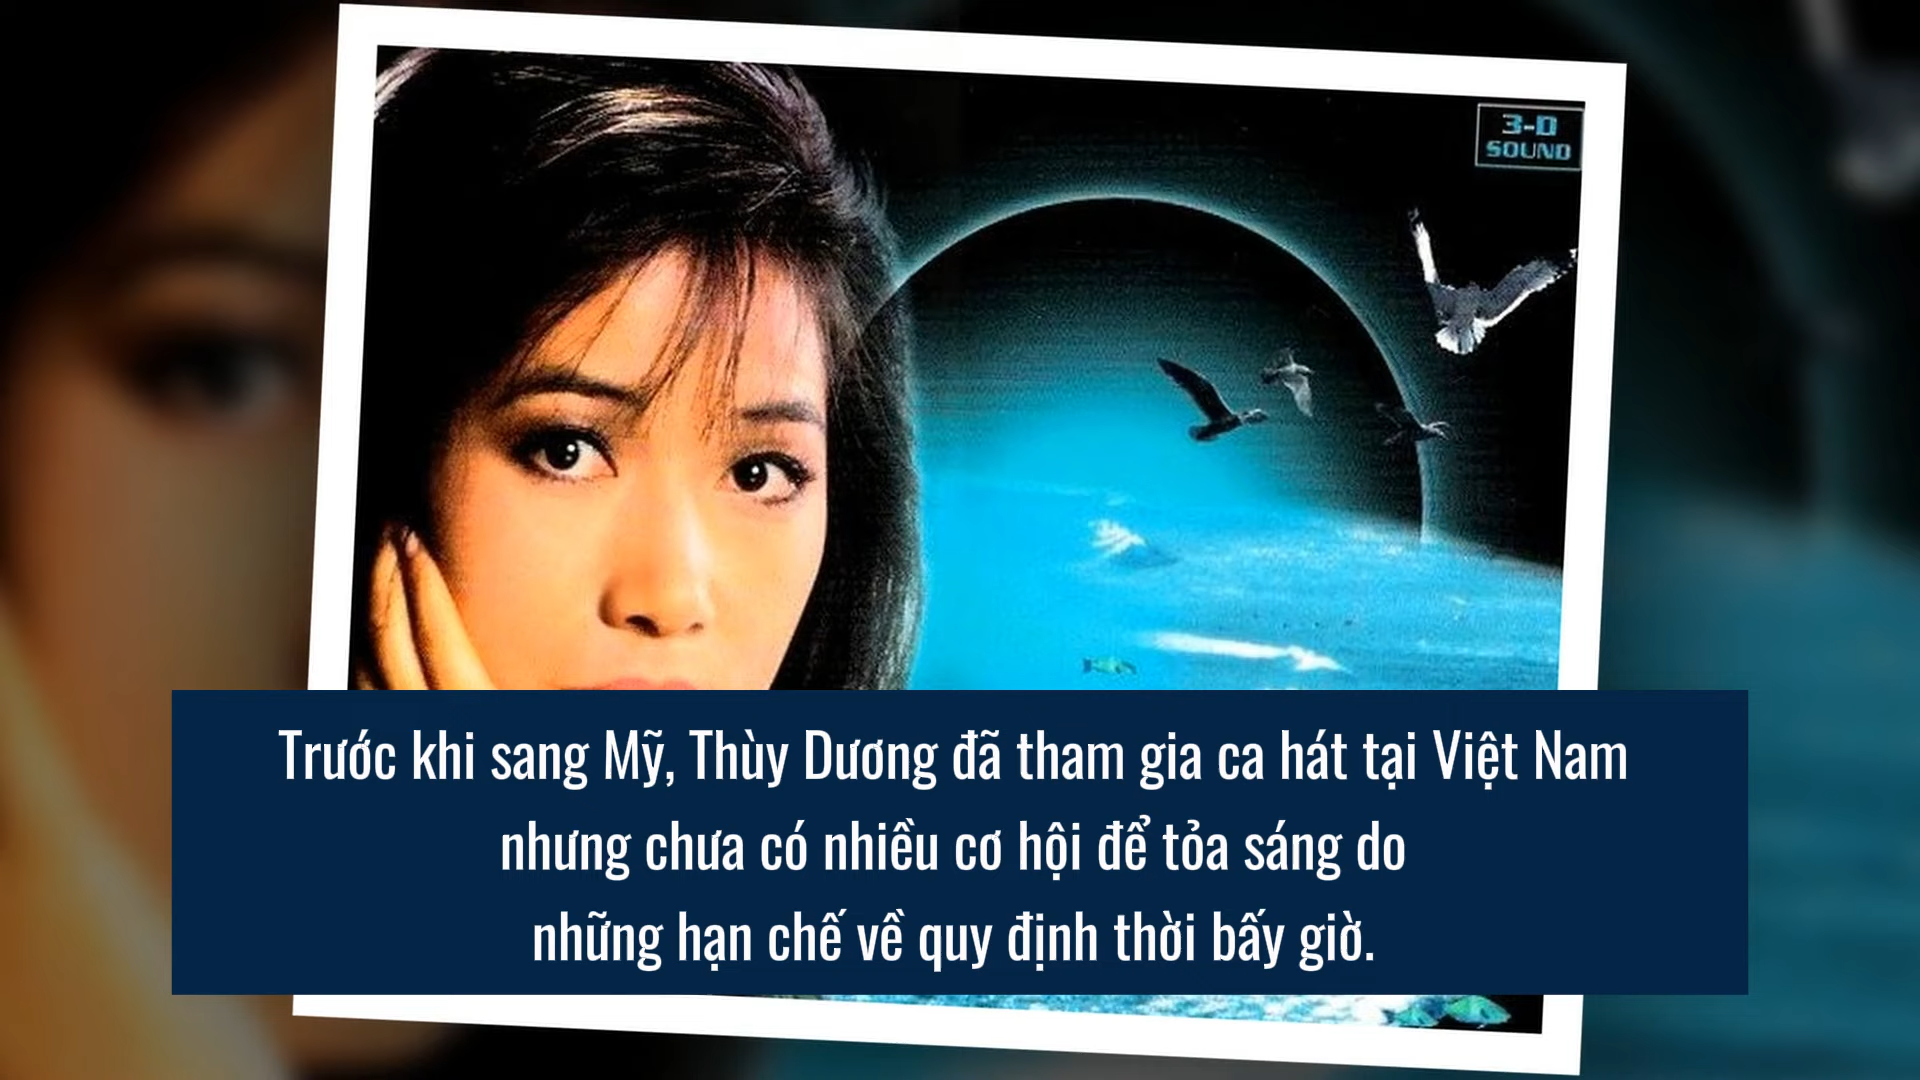 3-D
SOUND
Trước khi sang Mỹ, Thùy Dương đã tham gia ca hát tại Việt Nam
nhưng chưa có nhiều cơ hội để tỏa sáng do
những hạn chế về quy định thời bấy giờ.